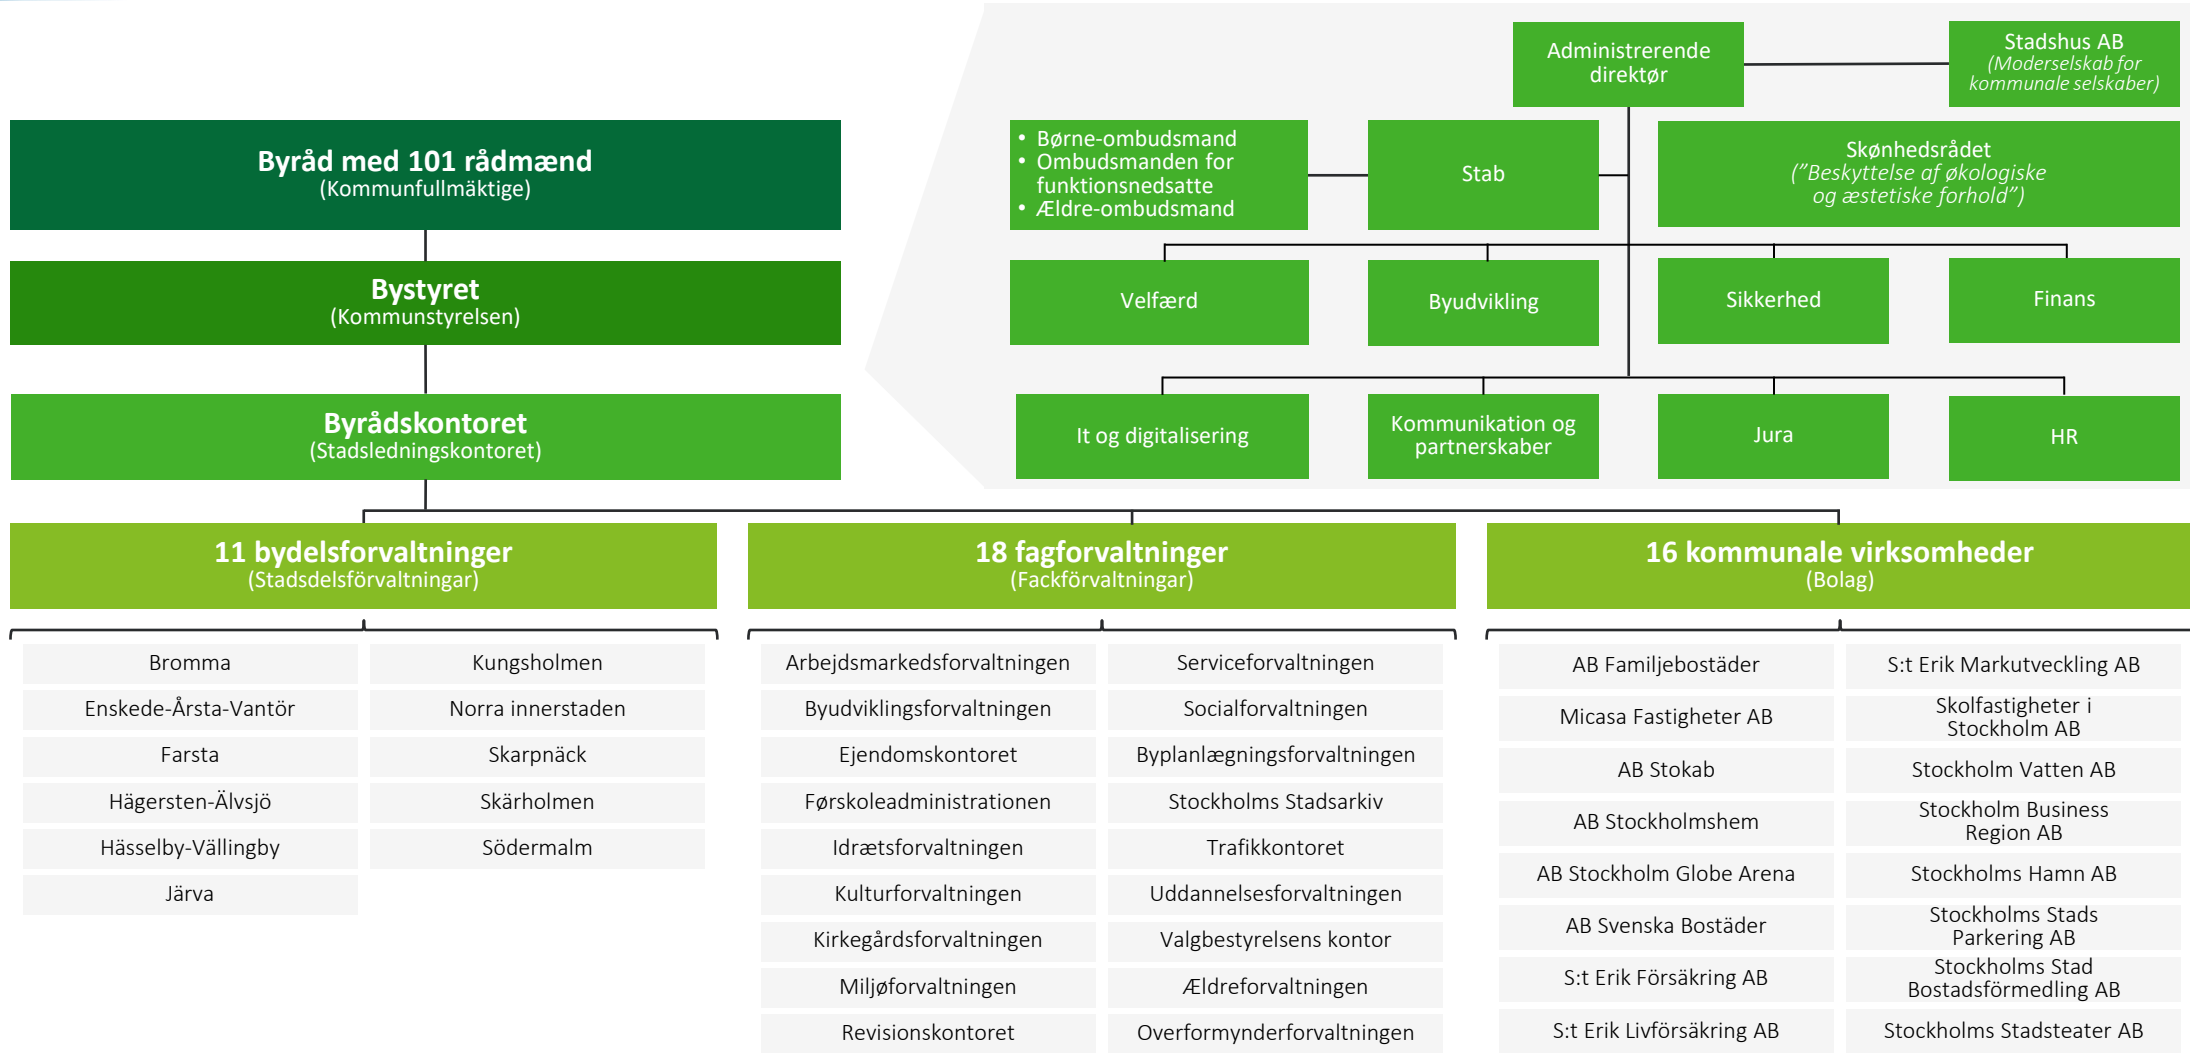 Administrerende
direktør
Stadshus AB
(Moderselskab for
kommunale selskaber)
Byråd med 101 rådmænd
(Kommunfullmäktige)
• Børne-ombudsmand
• Ombudsmanden for
funktionsnedsatte
• Ældre-ombudsmand
Stab
Skønhedsrådet
(”Beskyttelse af økologiske
og æstetiske forhold”)
Bystyret
(Kommunstyrelsen)
Velfærd
Byudvikling
Sikkerhed
Finans
Byrådskontoret
(Stadsledningskontoret)
It og digitalisering
Kommunikation og
partnerskaber
Jura
HR
11 bydelsforvaltninger
(Stadsdelsförvaltningar)
Bromma
Enskede-Årsta-Vantör
Farsta
Hägersten-Älvsjö
Hässelby-Vällingby
Järva
Kungsholmen
Norra innerstaden
Skarpnäck
Skärholmen
Södermalm
18 fagforvaltninger
(Fackförvaltningar)
Arbejdsmarkedsforvaltningen
Byudviklingsforvaltningen
Ejendomskontoret
Førskoleadministrationen
Idrætsforvaltningen
Kulturforvaltningen
Kirkegårdsforvaltningen
Miljøforvaltningen
Revisionskontoret
Serviceforvaltningen
Socialforvaltningen
Byplanlægningsforvaltningen
Stockholms Stadsarkiv
Trafikkontoret
Uddannelsesforvaltningen
Valgbestyrelsens kontor
Ældreforvaltningen
Overformynderforvaltningen
16 kommunale virksomheder
(Bolag)
AB Familjebostäder
Micasa Fastigheter AB
AB Stokab
AB Stockholmshem
AB Stockholm Globe Arena
AB Svenska Bostäder
S:t Erik Försäkring AB
S:t Erik Livförsäkring AB
S:t Erik Markutveckling AB
Skolfastigheter i
Stockholm AB
Stockholm Vatten AB
Stockholm Business
Region AB
Stockholms Hamn AB
Stockholms Stads
Parkering AB
Stockholms Stad
Bostadsförmedling AB
Stockholms Stadsteater AB